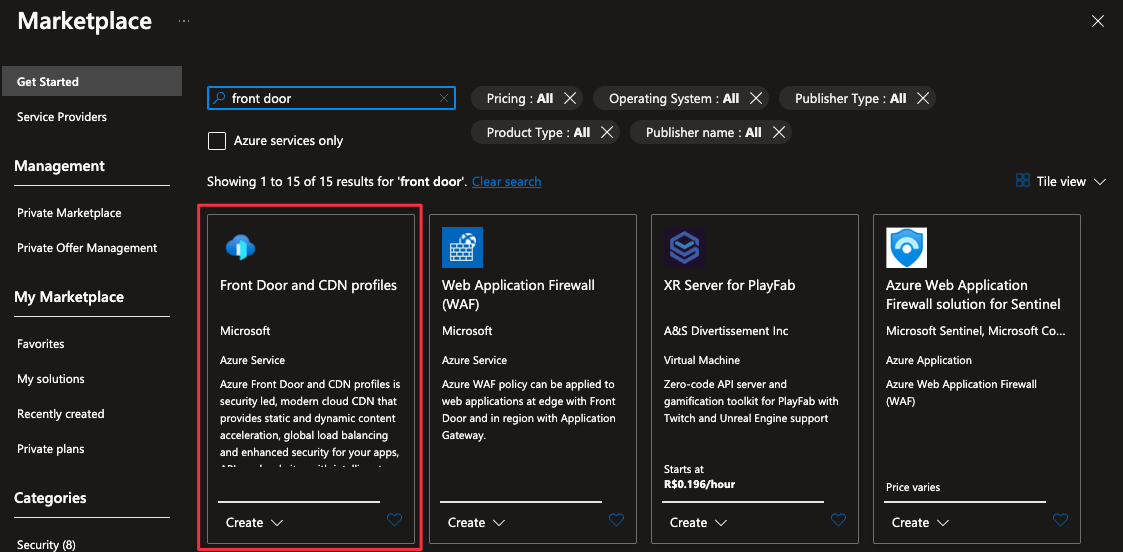 Marketplace ...
Get Started
Service Providers
Management
Private Marketplace
Private Offer Management
My Marketplace
Favorites
My solutions
Recently created
Private plans
Categories
Security (8)
front door
Pricing : All
Operating System : All
Publisher Type : All
Azure services only
Product Type : All
Publisher name : All
Showing 1 to 15 of 15 results for 'front door'. Clear search
Tile view
Front Door and CDN profiles
Microsoft
Azure Service
Azure Front Door and CDN profiles is
security led, modern cloud CDN that
provides static and dynamic content
acceleration, global load balancing
and enhanced security for your apps,
Create
Web Application Firewall
(WAF)
Microsoft
Azure Service
Azure WAF policy can be applied to
web applications at edge with Front
Door and in region with Application
Gateway.
Create
XR Server for PlayFab
A&S Divertissement Inc
Virtual Machine
Zero-code API server and
gamification toolkit for PlayFab with
Twitch and Unreal Engine support
Starts at
R$0.196/hour
Create
Azure Web Application
Firewall solution for Sentinel
Microsoft Sentinel, Microsoft Co...
Azure Application
Azure Web Application Firewall
(WAF)
Price varies
Create